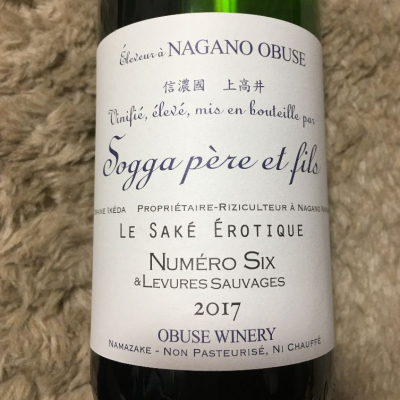 Éleveur à NAGANO OBUSE
信濃國 上高井
Vinifié, élevé, mis en bouteille par
Sogga père et fils
IKÉDA PROPRIÉTAIRE-RIZICULTEUR À NAGANO
LE SAKÉ ÉROTIQUE
NUMÉRO SIX
& LEVURES SAUVAGES
2017
OBUSE WINERY
NAMAZAKE - NON PASTEURISÉ, NI CHAUFFÉ